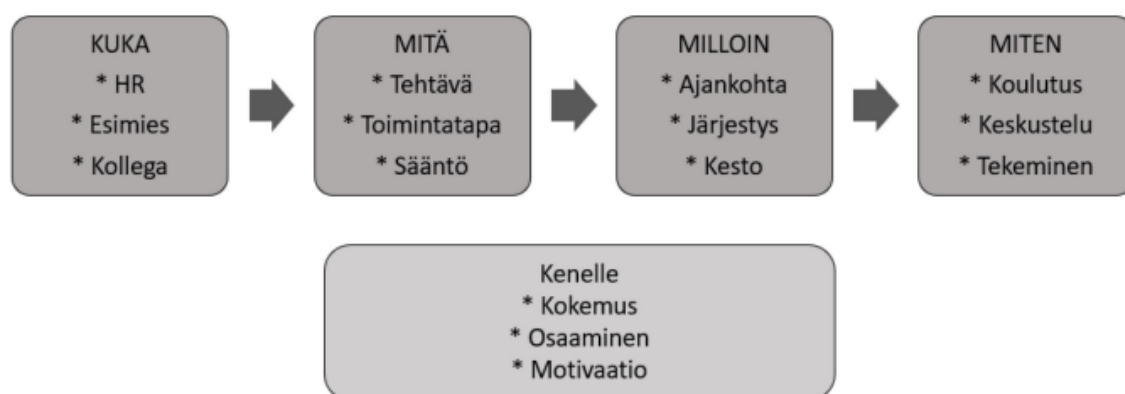 KUKA
* HR
* Esimies
* Kollega
MITÄ
* Tehtävä
* Toimintatapa
* Sääntö
MILLOIN
* Ajankohta
* Järjestys
* Kesto
MITEN
* Koulutus
* Keskustelu
* Tekeminen
Kenelle
* Kokemus
* Osaaminen
* Motivaatio